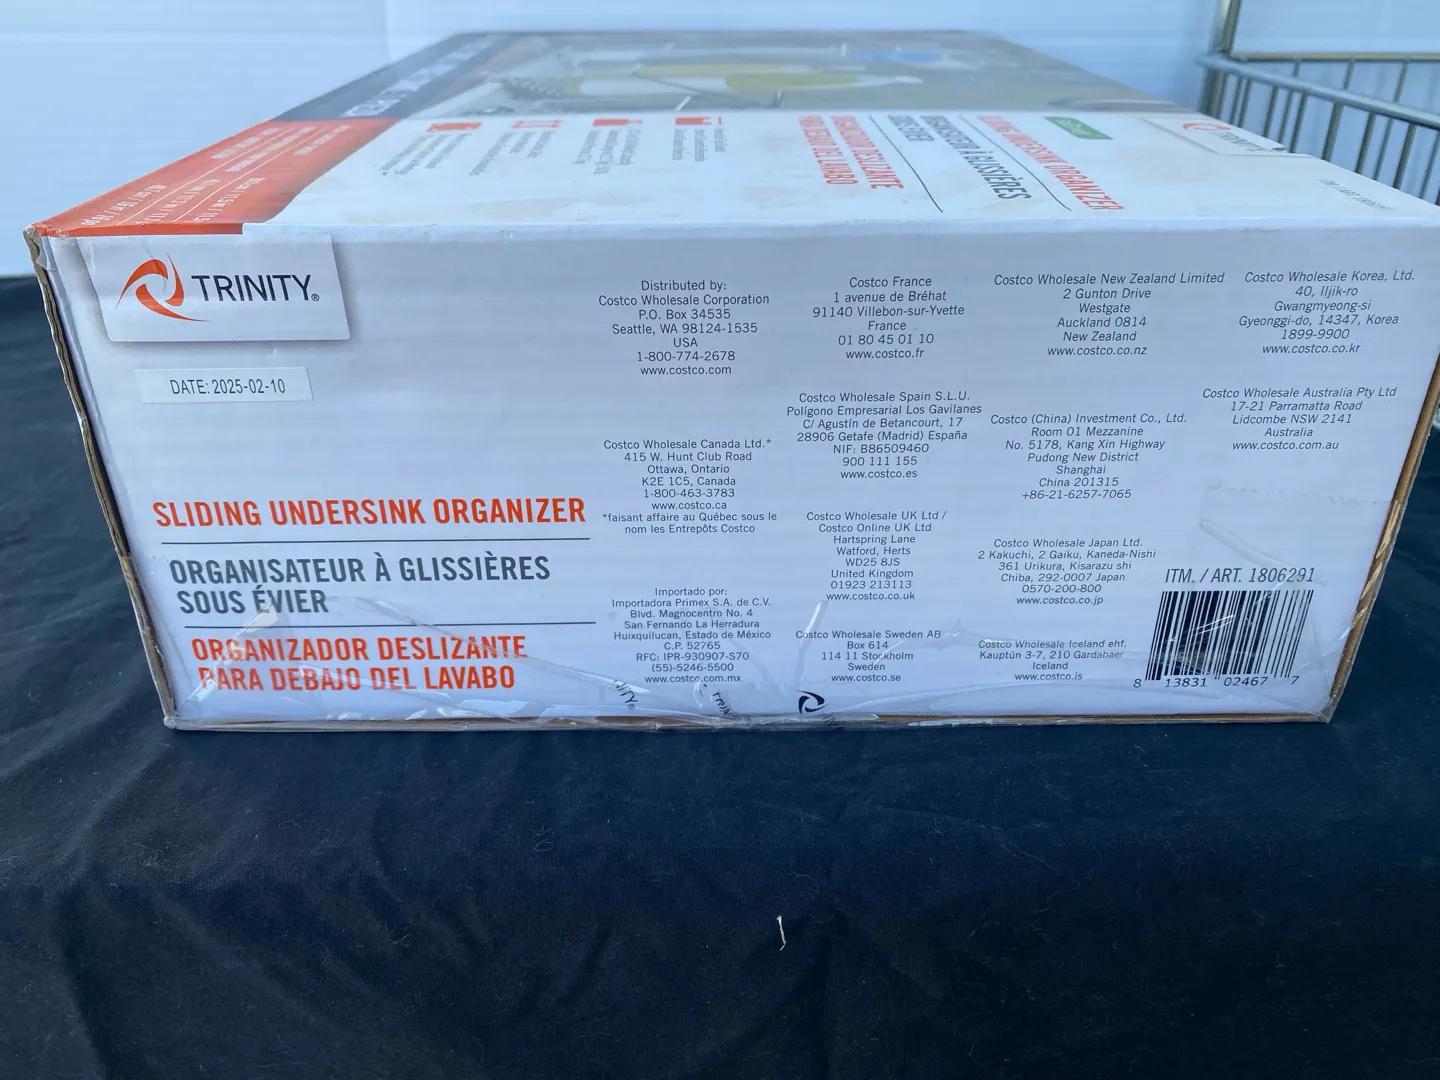 SLIDING UNDERSINK ORGANIZER
ORGANISATEUR À GLISSIÈRES
SOUS ÉVIER
ORGANIZADOR DESLIZANTE
PARA DEBAJO DEL LAVABO
TRINITY
TRINITY®
DATE: 2025-02-10
SLIDING UNDERSINK ORGANIZER
ORGANISATEUR À GLISSIÈRES
SOUS ÉVIER
ORGANIZADOR DESLIZANTE
PARA DEBAJO DEL LAVABO
Distributed by:
Costco Wholesale Corporation
P.O. Box 34535
Seattle, WA 98124-1535
USA
1-800-774-2678
www.costco.com
Costco Wholesale Canada Ltd.*
415 W. Hunt Club Road
Ottawa, Ontario
K2E 1C5, Canada
1-800-463-3783
www.costco.ca
*faisant affaire au Québec sous le
nom les Entrepôts Costco
Importado por:
Importadora Primex S.A. de C.V.
Blvd. Magnocentro No. 4
San Fernando La Herradura
Huixquilucan, Estado de México
C.P. 52765
RFC: IPR-930907-S70
(55)-5246-5500
www.costco.com.mx
Costco France
1 avenue de Bréhat
91140 Villebon-sur-Yvette
France
01 80 45 01 10
www.costco.fr
Costco Wholesale Spain S.L.U.
Polígono Empresarial Los Gavilanes
C/ Agustín de Betancourt, 17
28906 Getafe (Madrid) España
NIF: B86509460
900 111 155
www.costco.es
Costco Wholesale UK Ltd /
Costco Online UK Ltd
Hartspring Lane
Watford, Herts
WD25 8JS
United Kingdom
01923 213113
www.costco.co.uk
Costco Wholesale Sweden AB
Box 614
114 11 Stockholm
Sweden
www.costco.se
Costco Wholesale New Zealand Limited
2 Gunton Drive
Westgate
Auckland 0814
New Zealand
www.costco.co.nz
Costco (China) Investment Co., Ltd.
Room 01 Mezzanine
No. 5178, Kang Xin Highway
Pudong New District
Shanghai
China 201315
+86-21-6257-7065
Costco Wholesale Japan Ltd.
2 Kakuchi, 2 Gaiku, Kaneda-Nishi
361 Urikura, Kisarazu shi
Chiba, 292-0007 Japan
0570-200-800
www.costco.co.jp
Costco Wholesale Iceland ehf.
Kauptún 3-7, 210 Gardabaer
Iceland
www.costco.is
Costco Wholesale Korea, Ltd.
40, Iljik-ro
Gwangmyeong-si
Gyeonggi-do, 14347, Korea
1899-9900
www.costco.co.kr
Costco Wholesale Australia Pty Ltd
17-21 Parramatta Road
Lidcombe NSW 2141
Australia
www.costco.com.au
ITM. / ART. 1806291
8 13831 02467 7